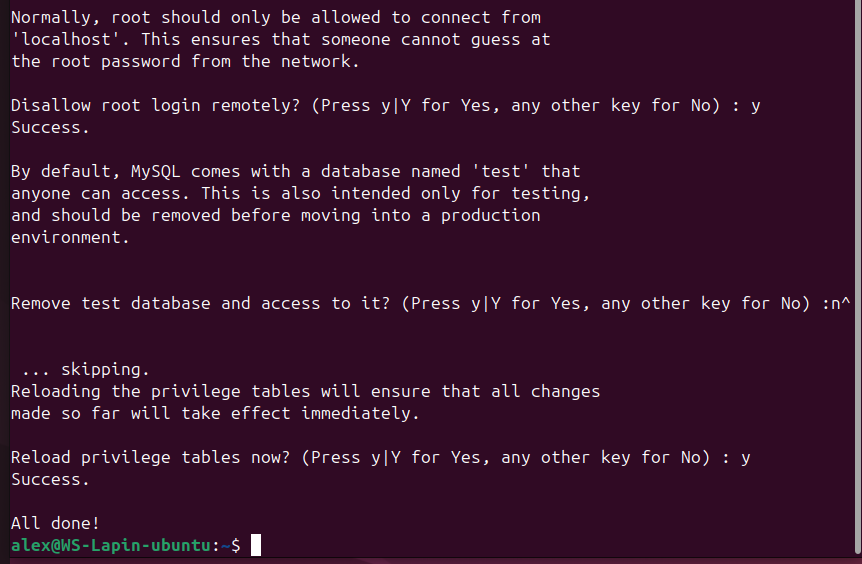 Normally, root should only be allowed to connect from
'localhost'. This ensures that someone cannot guess at
the root password from the network.
Disallow root login remotely? (Press y|Y for Yes, any other key for No) : y
Success.
By default, MySQL comes with a database named 'test' that
anyone can access. This is also intended only for testing,
and should be removed before moving into a production
environment.
Remove test database and access to it? (Press y|Y for Yes, any other key for No) :n^
 ... skipping.
Reloading the privilege tables will ensure that all changes
made so far will take effect immediately.
Reload privilege tables now? (Press y|Y for Yes, any other key for No) : y
Success.
All done!
alex@WS-Lapin-ubuntu:~$